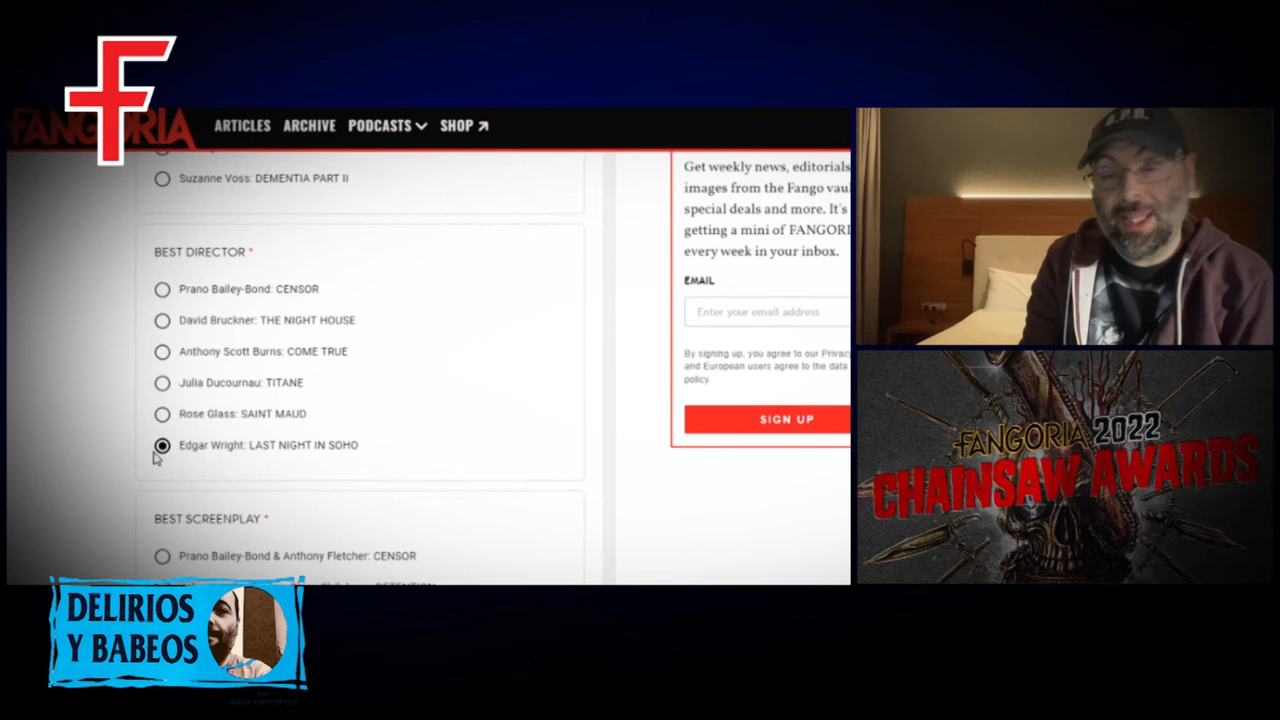 F
FANGORIA
ARTICLES ARCHIVE PODCASTS SHOP
Suzanne Voss: DEMENTIA PART II
BEST DIRECTOR *
Prano Bailey-Bond: CENSOR
David Bruckner: THE NIGHT HOUSE
Anthony Scott Burns: COME TRUE
Julia Ducournau: TITANE
Rose Glass: SAINT MAUD
Edgar Wright: LAST NIGHT IN SOHO
BEST SCREENPLAY *
Prano Bailey-Bond & Anthony Fletcher: CENSOR
Get weekly news, editorials
images from the Fango vau
special deals and more. It's
getting a mini of FANGORI
every week in your inbox.
EMAIL
Enter your email address
By signing up, you agree to our Privacy
and European users agree to the data
policy.
SIGN UP
FANGORIA 2022
CHAINSAW AWARDS
DELIRIOS
Y BABEOS